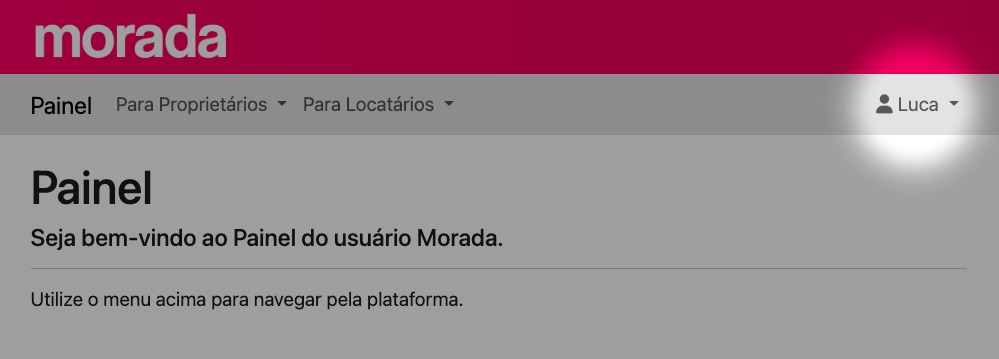 morada
Painel Para Proprietários Para Locatários Luca
Painel
Seja bem-vindo ao Painel do usuário Morada.
Utilize o menu acima para navegar pela plataforma.